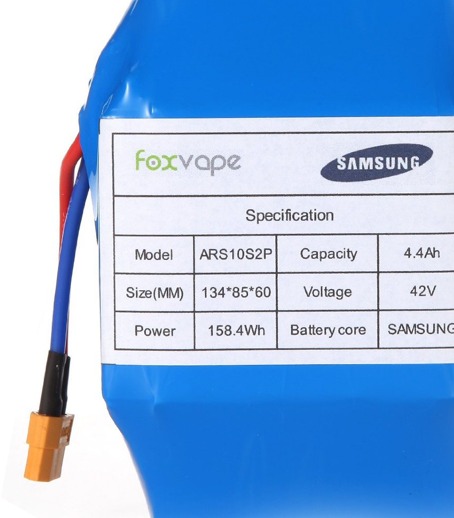 foxvape SAMSUNG
Specification
Model ARS10S2P Capacity 4.4Ah
Size(MM) 134*85*60 Voltage 42V
Power 158.4Wh Battery core SAMSUNG